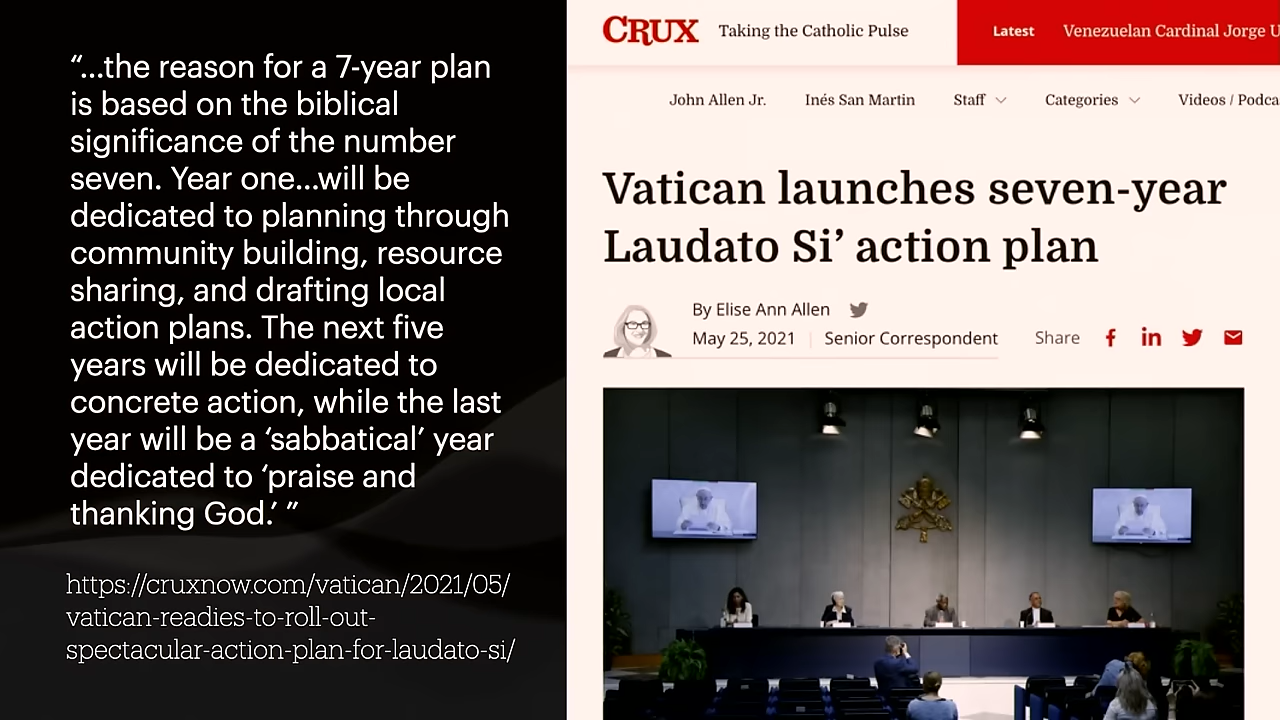 “...the reason for a 7-year plan
is based on the biblical
significance of the number
seven. Year one...will be
dedicated to planning through
community building, resource
sharing, and drafting local
action plans. The next five
years will be dedicated to
concrete action, while the last
year will be a ‘sabbatical’ year
dedicated to ‘praise and
thanking God.’ ”
https://cruxnow.com/vatican/2021/05/
vatican-readies-to-roll-out-
spectacular-action-plan-for-laudato-si/
CRUX Taking the Catholic Pulse
Latest Venezuelan Cardinal Jorge U
John Allen Jr. Inés San Martin Staff Categories Videos / Podca
Vatican launches seven-year
Laudato Si’ action plan
By Elise Ann Allen
May 25, 2021 Senior Correspondent Share